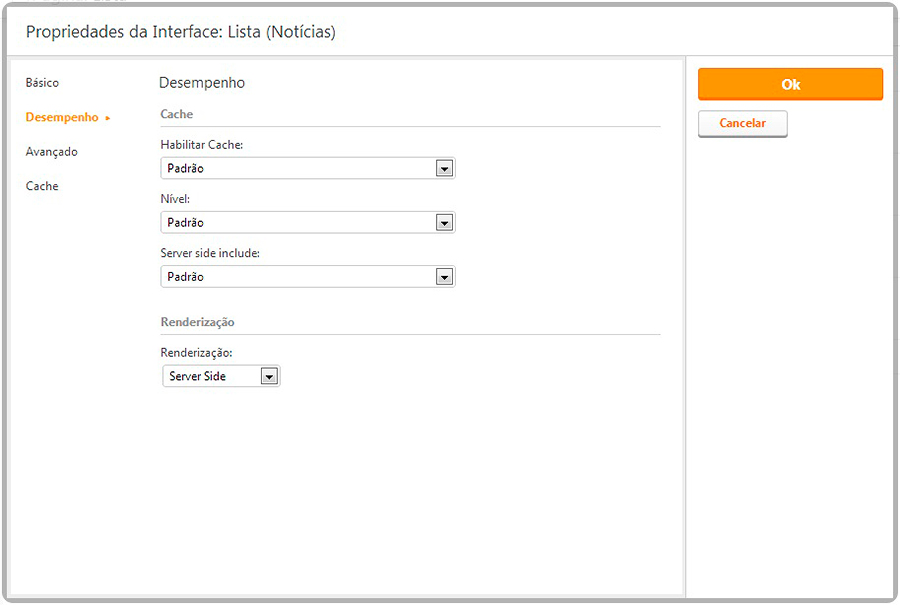 Propriedades da Interface: Lista (Notícias)
Básico
Desempenho
Avançado
Cache
Desempenho
Cache
Habilitar Cache:
Padrão
Nível:
Padrão
Server side include:
Padrão
Renderização
Renderização:
Server Side
Ok
Cancelar